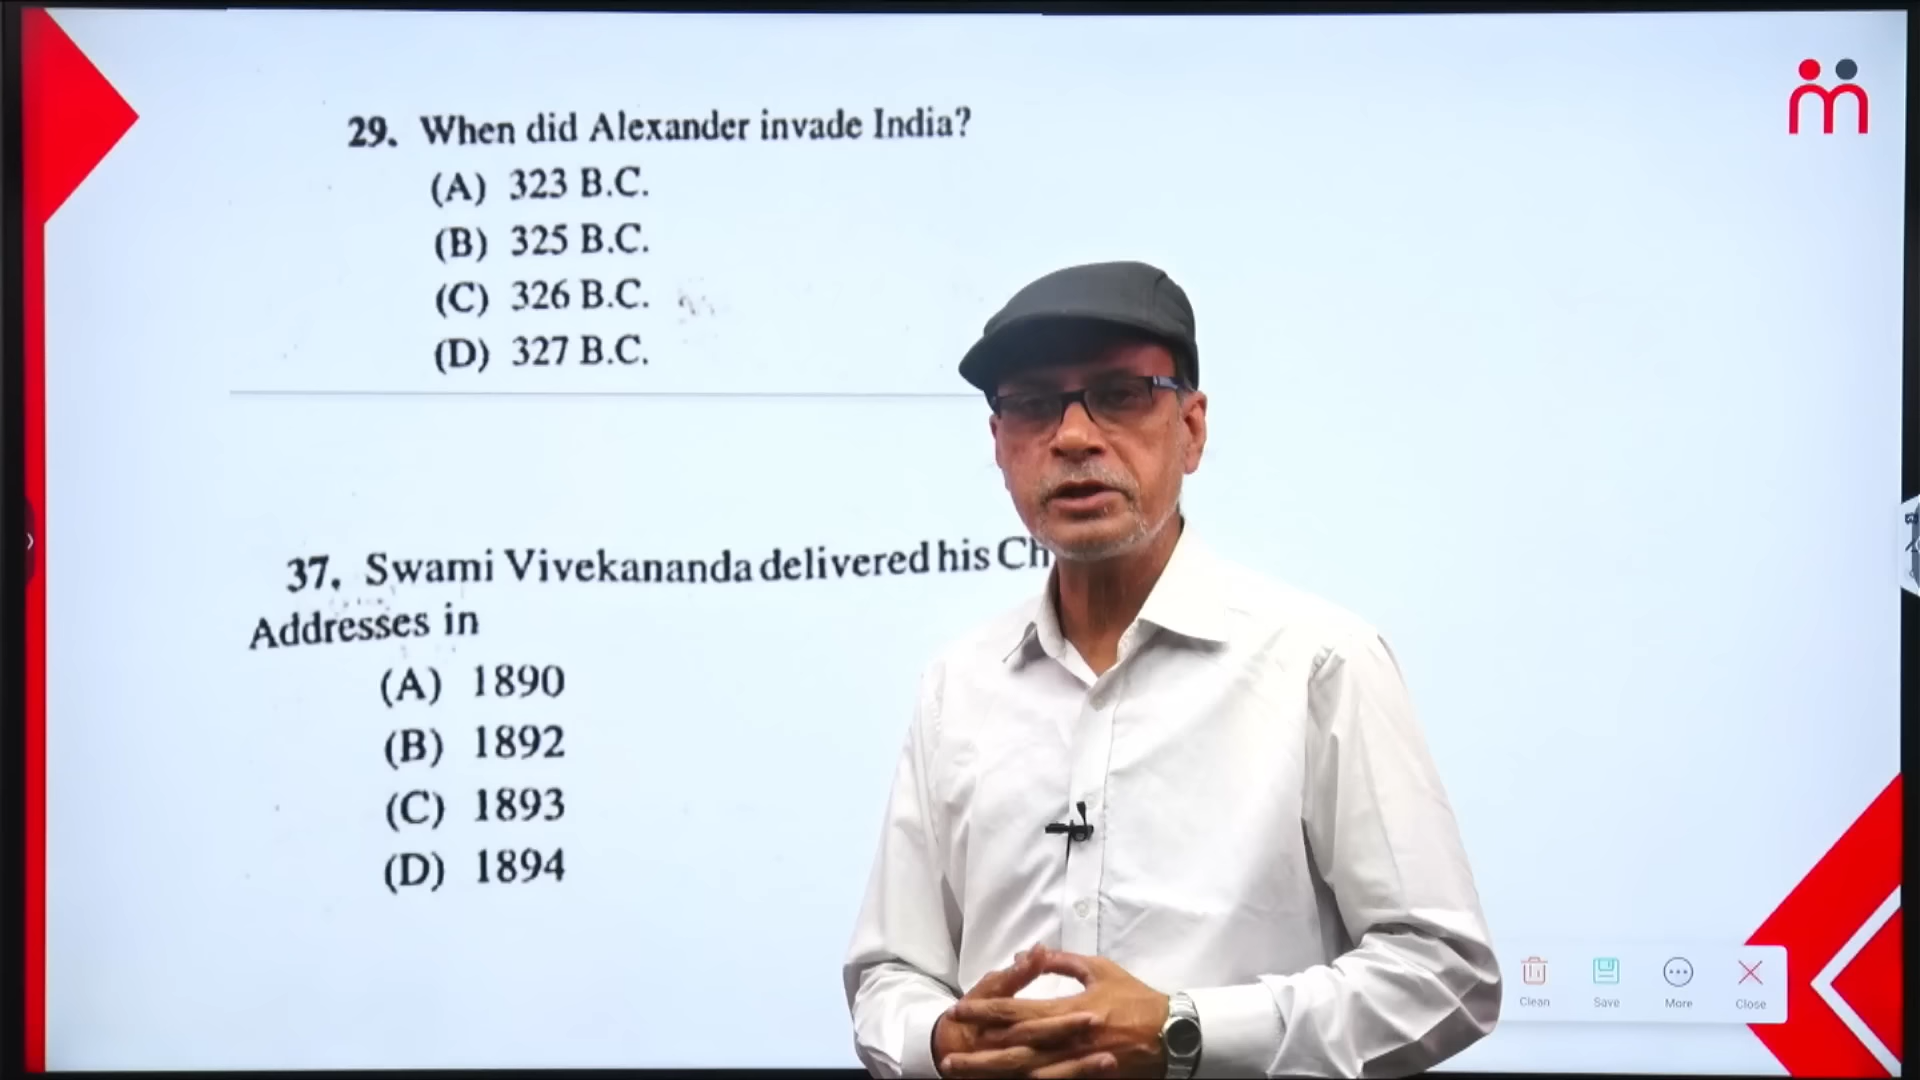 29. When did Alexander invade India?
(A) 323 B.C.
(B) 325 B.C.
(C) 326 B.C.
(D) 327 B.C.
37. Swami Vivekananda delivered his Ch
Addresses in
(A) 1890
(B) 1892
(C) 1893
(D) 1894
Clean Save More Close